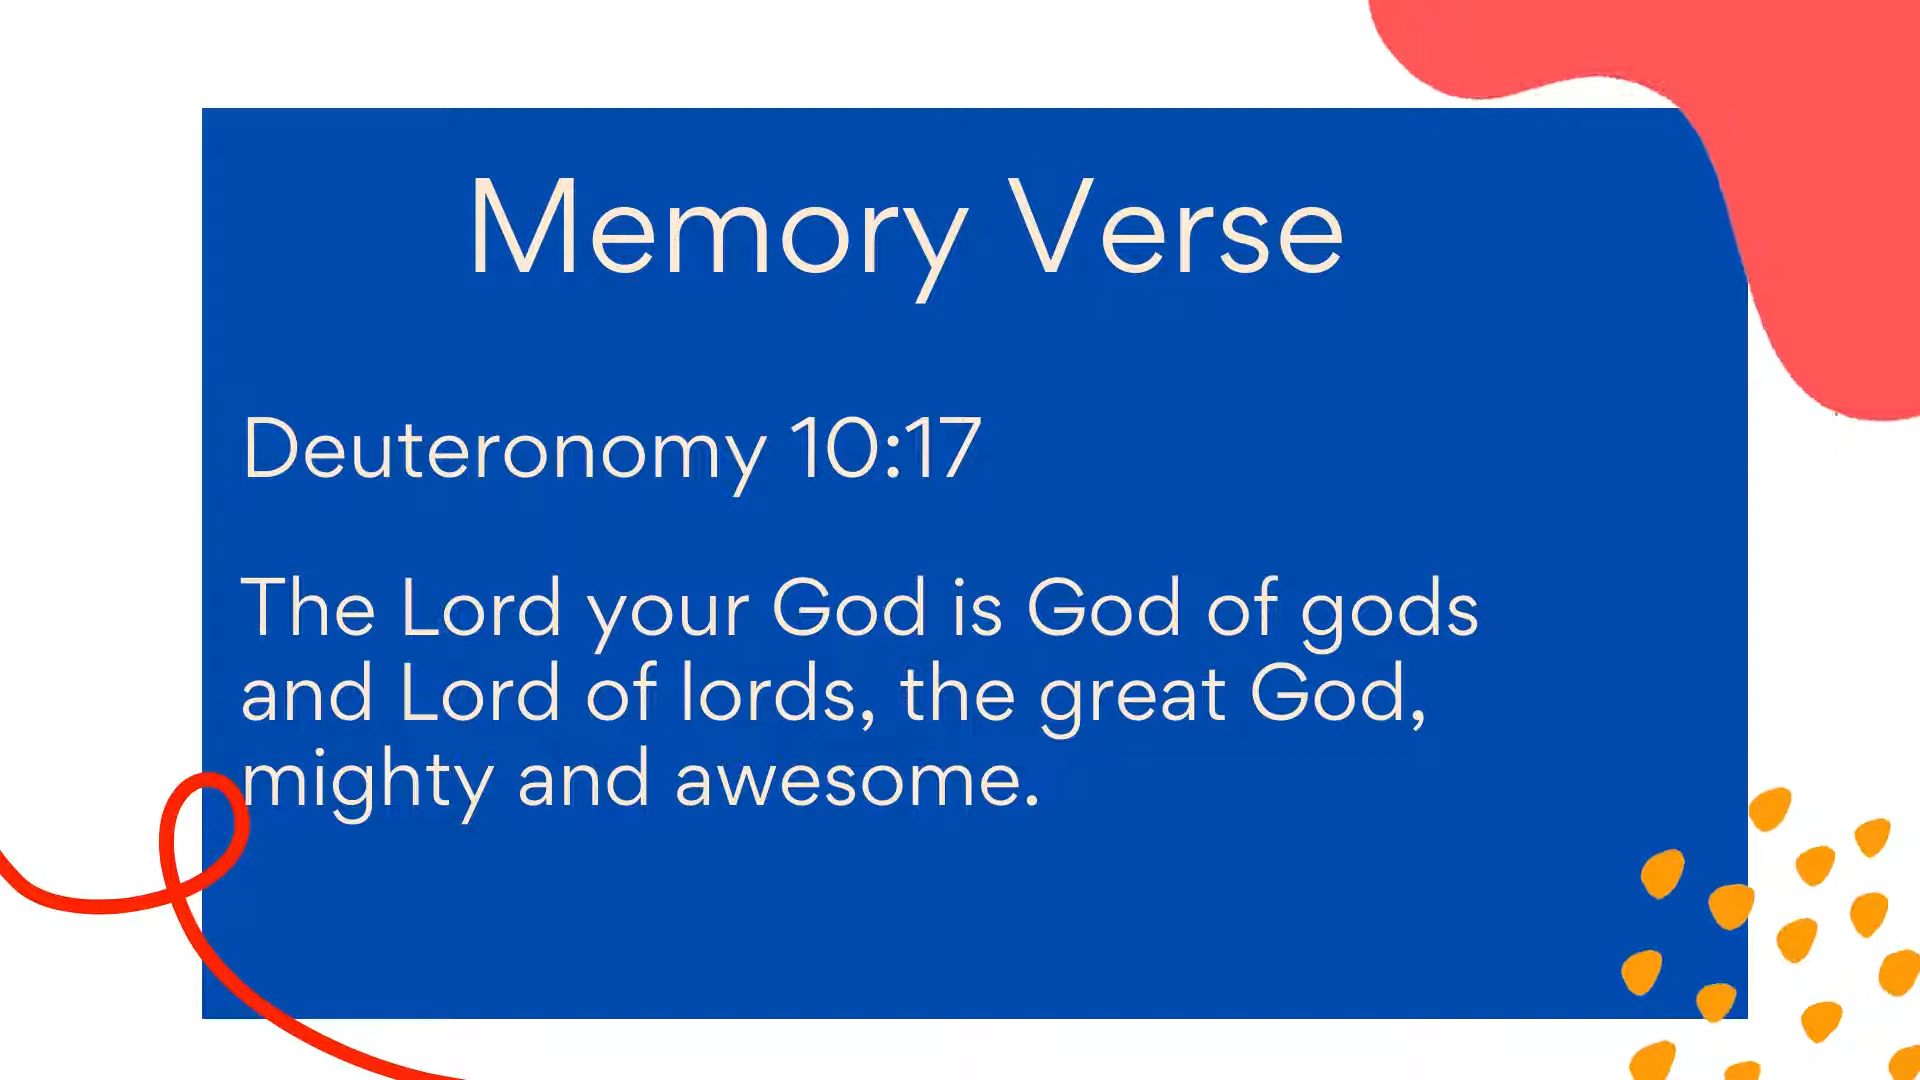 Memory Verse
Deuteronomy 10:17
The Lord your God is God of gods
and Lord of lords, the great God,
mighty and awesome.